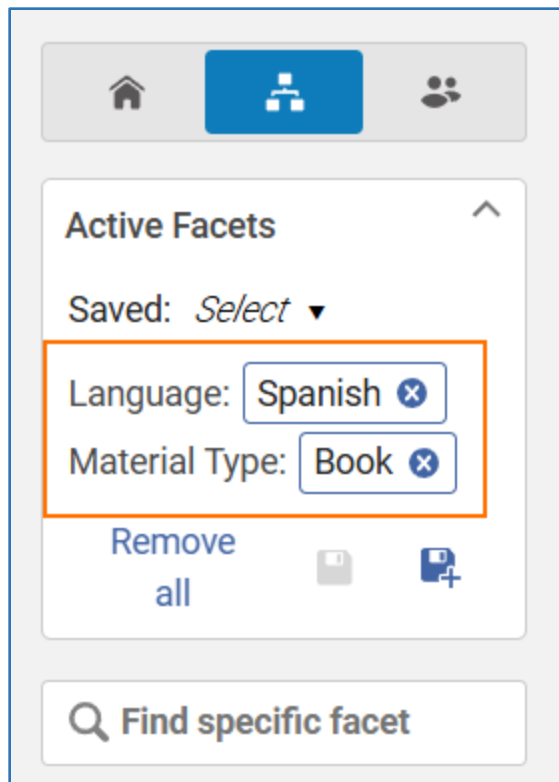 Active Facets
Saved: Select
Language: Spanish
Material Type: Book
Remove
all
Find specific facet